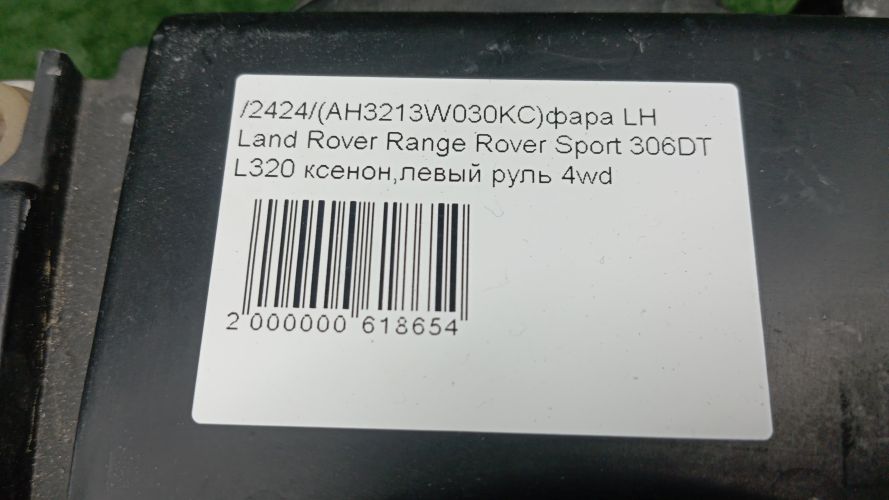 /2424/(AH3213W030KC)фара LH
Land Rover Range Rover Sport 306DT
L320 ксенон,левый руль 4wd
2 000000 618654